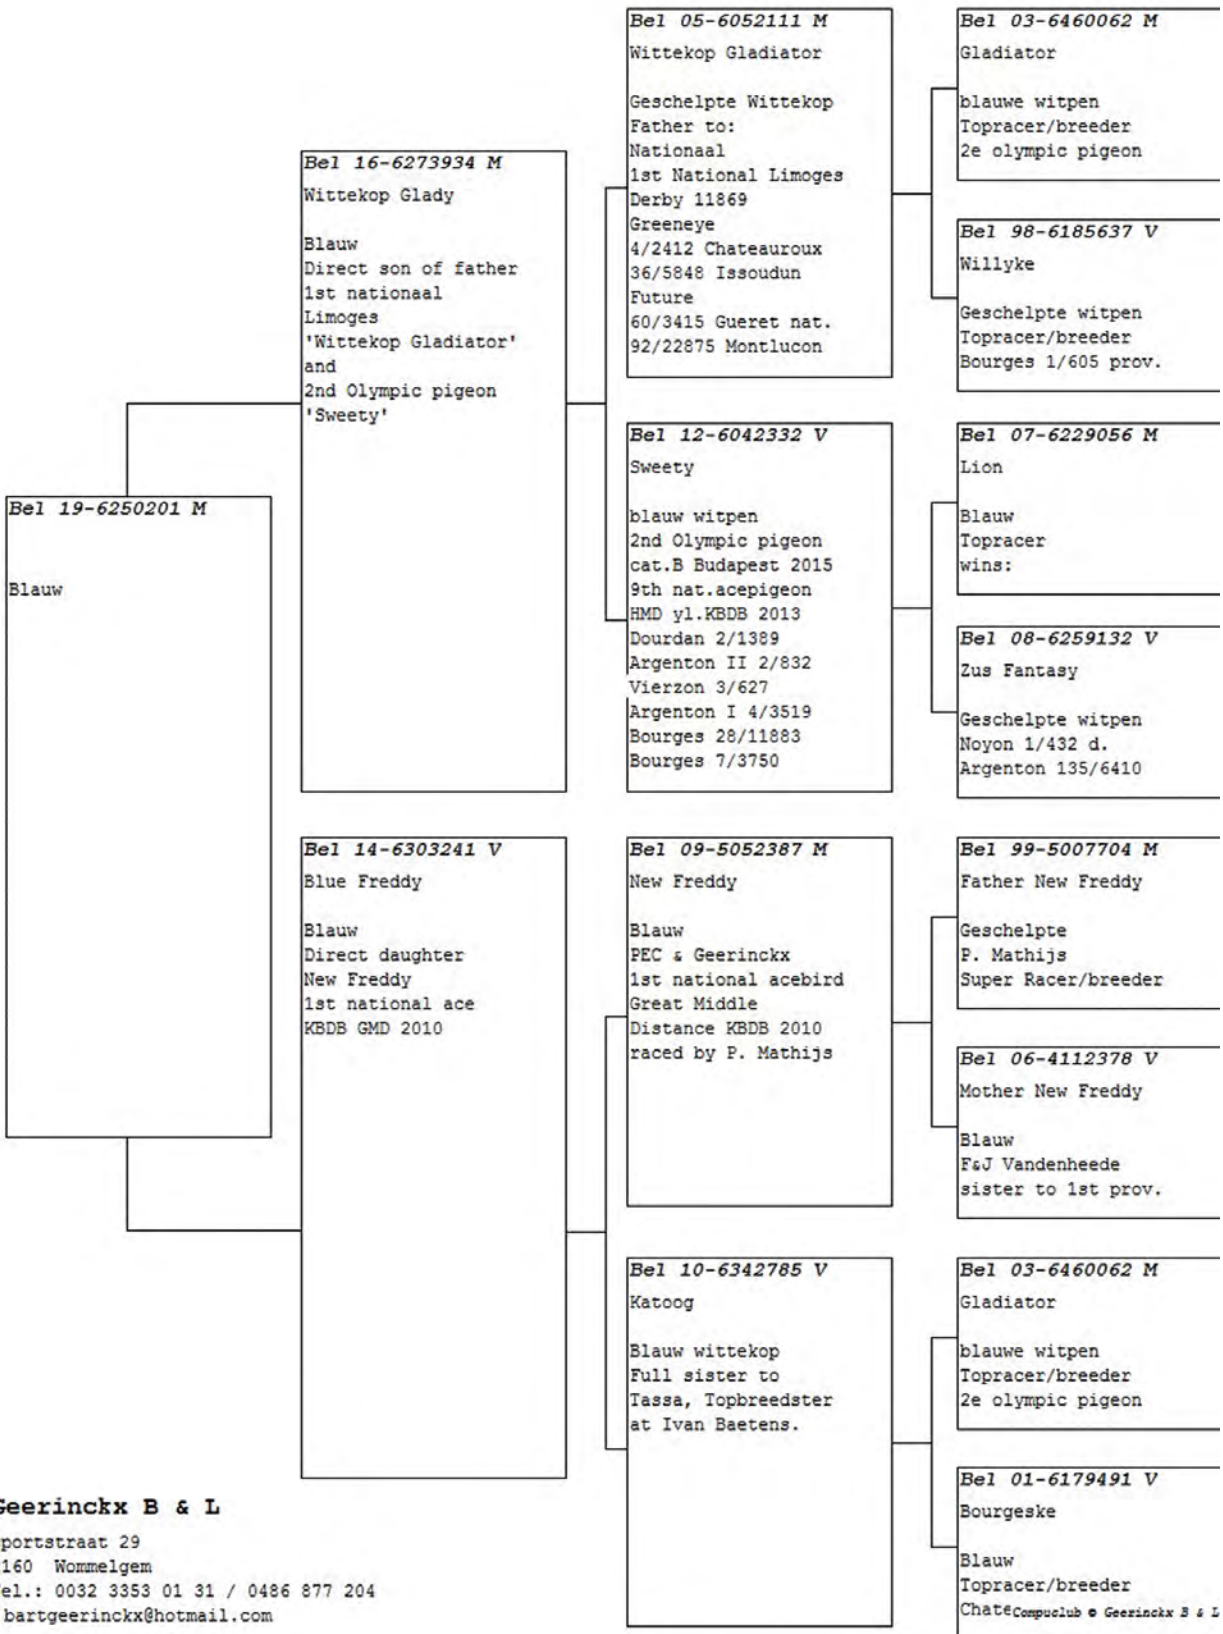 Bel 19-6250201 M
Blauw
Bel 16-6273934 M
Wittekop Glady
Blauw
Direct son of father
1st nationaal
Limoges
'Wittekop Gladiator'
and
2nd Olympic pigeon
'Sweety'
Bel 14-6303241 V
Blue Freddy
Blauw
Direct daughter
New Freddy
1st national ace
KBDB GMD 2010
Bel 05-6052111 M
Wittekop Gladiator
Geschelpte Wittekop
Father to:
Nationaal
1st National Limoges
Derby 11869
Greeneye
4/2412 Chateauroux
36/5848 Issoudun
Future
60/3415 Gueret nat.
92/22875 Montlucon
Bel 12-6042332 V
Sweety
blauw witpen
2nd Olympic pigeon
cat.B Budapest 2015
9th nat.acepigeon
HMD yl.KBDB 2013
Dourdan 2/1389
Argenton II 2/832
Vierzon 3/627
Argenton I 4/3519
Bourges 28/11883
Bourges 7/3750
Bel 09-5052387 M
New Freddy
Blauw
PEC & Geerinckx
1st national acebird
Great Middle
Distance KBDB 2010
raced by P. Mathijs
Bel 10-6342785 V
Katoog
Blauw wittekop
Full sister to
Tassa, Topbreedster
at Ivan Baetens.
Bel 03-6460062 M
Gladiator
blauwe witpen
Topracer/breeder
2e olympic pigeon
Bel 98-6185637 V
Willyke
Geschelpte witpen
Topracer/breeder
Bourges 1/605 prov.
Bel 07-6229056 M
Lion
Blauw
Topracer
wins:
Bel 08-6259132 V
Zus Fantasy
Geschelpte witpen
Noyon 1/432 d.
Argenton 135/6410
Bel 99-5007704 M
Father New Freddy
Geschelpte
P. Mathijs
Super Racer/breeder
Bel 06-4112378 V
Mother New Freddy
Blauw
F&J Vandenheede
sister to 1st prov.
Bel 03-6460062 M
Gladiator
blauwe witpen
Topracer/breeder
2e olympic pigeon
Bel 01-6179491 V
Bourgeske
Blauw
Topracer/breeder
Chate
Compuclub © Geerinckx B & L
Geerinckx B & L
portstraat 29
160 Wommelgem
el.: 0032 3353 01 31 / 0486 877 204
bartgeerinckx@hotmail.com